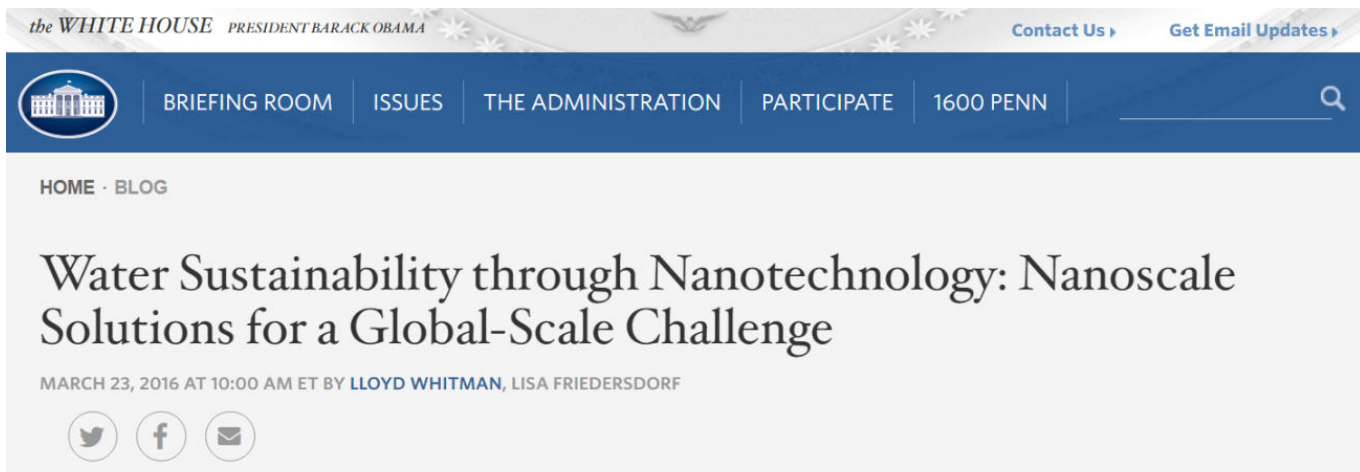 the WHITE HOUSE PRESIDENT BARACK OBAMA Contact Us Get Email Updates
BRIEFING ROOM ISSUES THE ADMINISTRATION PARTICIPATE 1600 PENN
HOME · BLOG
Water Sustainability through Nanotechnology: Nanoscale
Solutions for a Global-Scale Challenge
MARCH 23, 2016 AT 10:00 AM ET BY LLOYD WHITMAN, LISA FRIEDERSDORF